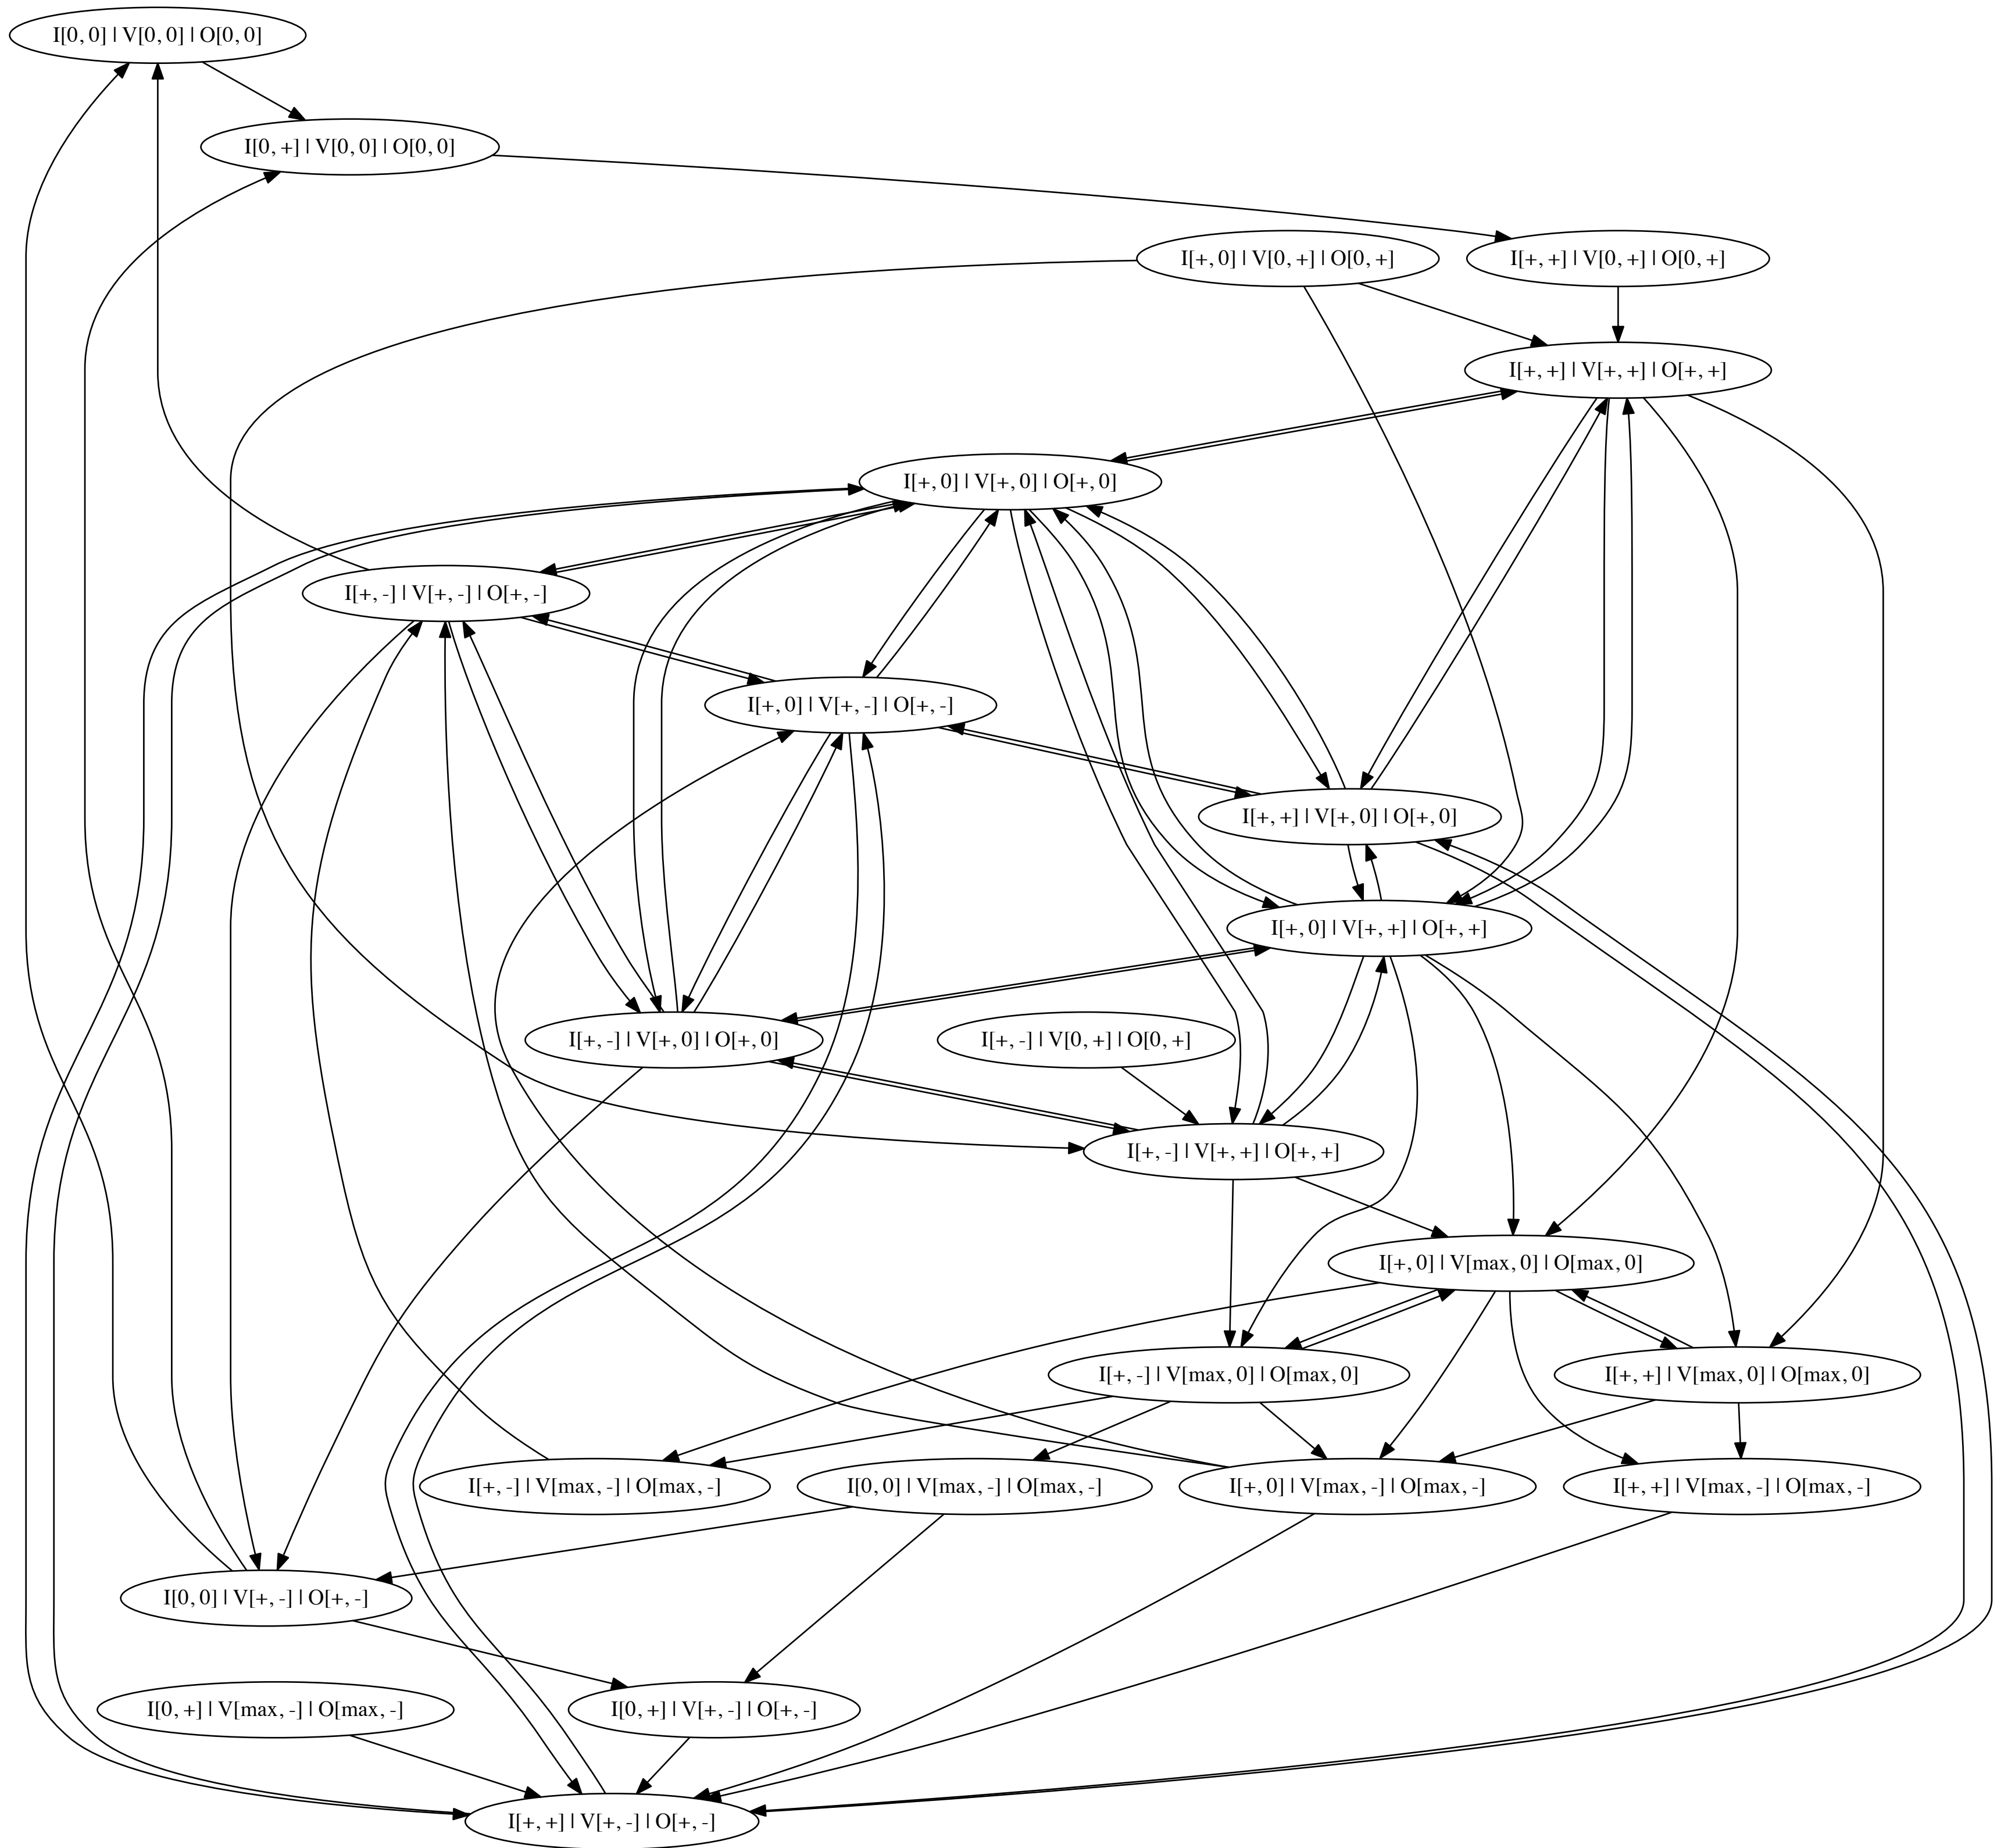 I[0, 0] | V[0, 0] | O[0, 0]
I[0, +] | V[0, 0] | O[0, 0]
I[+, 0] | V[0, +] | O[0, +]
I[+, +] | V[0, +] | O[0, +]
I[+, +] | V[+, +] | O[+, +]
I[+, 0] | V[+, 0] | O[+, 0]
I[+, -] | V[+, -] | O[+, -]
I[+, 0] | V[+, -] | O[+, -]
I[+, +] | V[+, 0] | O[+, 0]
I[+, 0] | V[+, +] | O[+, +]
I[+, -] | V[+, 0] | O[+, 0]
I[+, -] | V[0, +] | O[0, +]
I[+, -] | V[+, +] | O[+, +]
I[+, 0] | V[max, 0] | O[max, 0]
I[+, -] | V[max, 0] | O[max, 0]
I[+, +] | V[max, 0] | O[max, 0]
I[+, -] | V[max, -] | O[max, -]
I[0, 0] | V[max, -] | O[max, -]
I[+, 0] | V[max, -] | O[max, -]
I[+, +] | V[max, -] | O[max, -]
I[0, 0] | V[+, -] | O[+, -]
I[0, +] | V[max, -] | O[max, -]
I[0, +] | V[+, -] | O[+, -]
I[+, +] | V[+, -] | O[+, -]